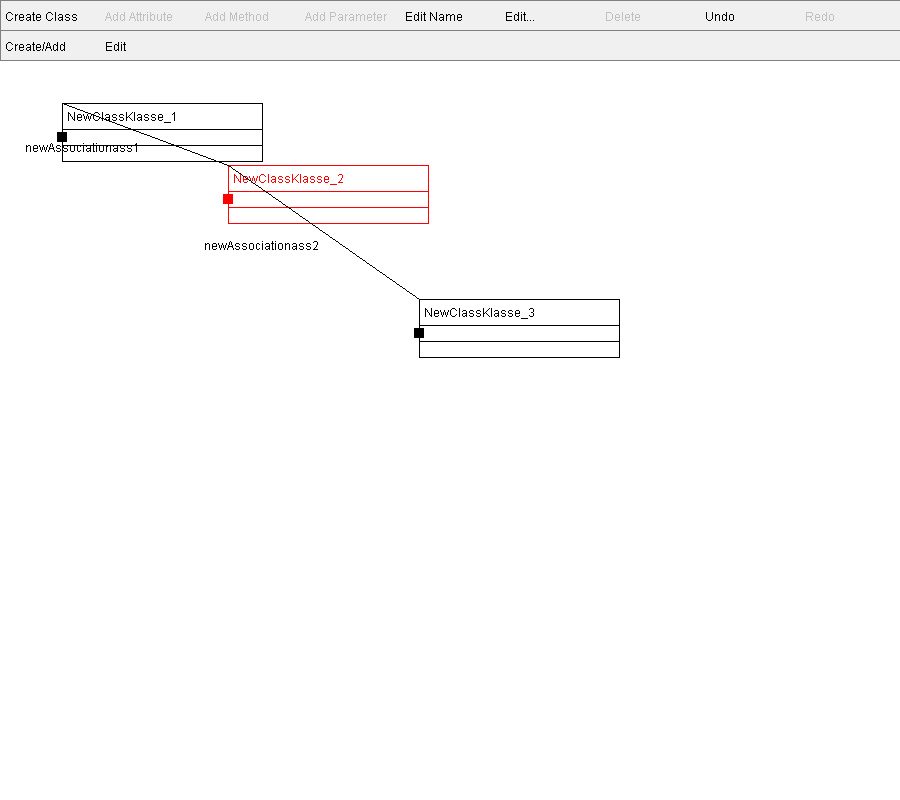 Create Class Add Attribute Add Method Add Parameter Edit Name Edit... Delete Undo Redo
Create/Add Edit
NewClassKlasse_1
newAssociationass1
NewClassKlasse_2
newAssociationass2
NewClassKlasse_3